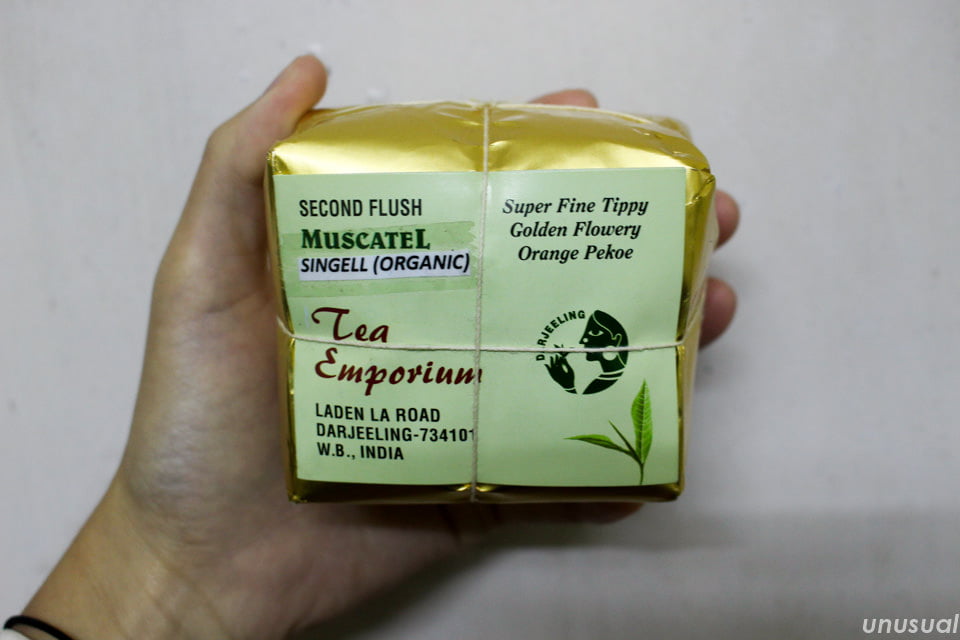 SECOND FLUSH
MUSCATEL
SINGELL (ORGANIC)
Tea
Emporium
LADEN LA ROAD
DARJEELING-734101
W.B., INDIA
Super Fine Tippy
Golden Flowery
Orange Pekoe
DARJEELING
unusual